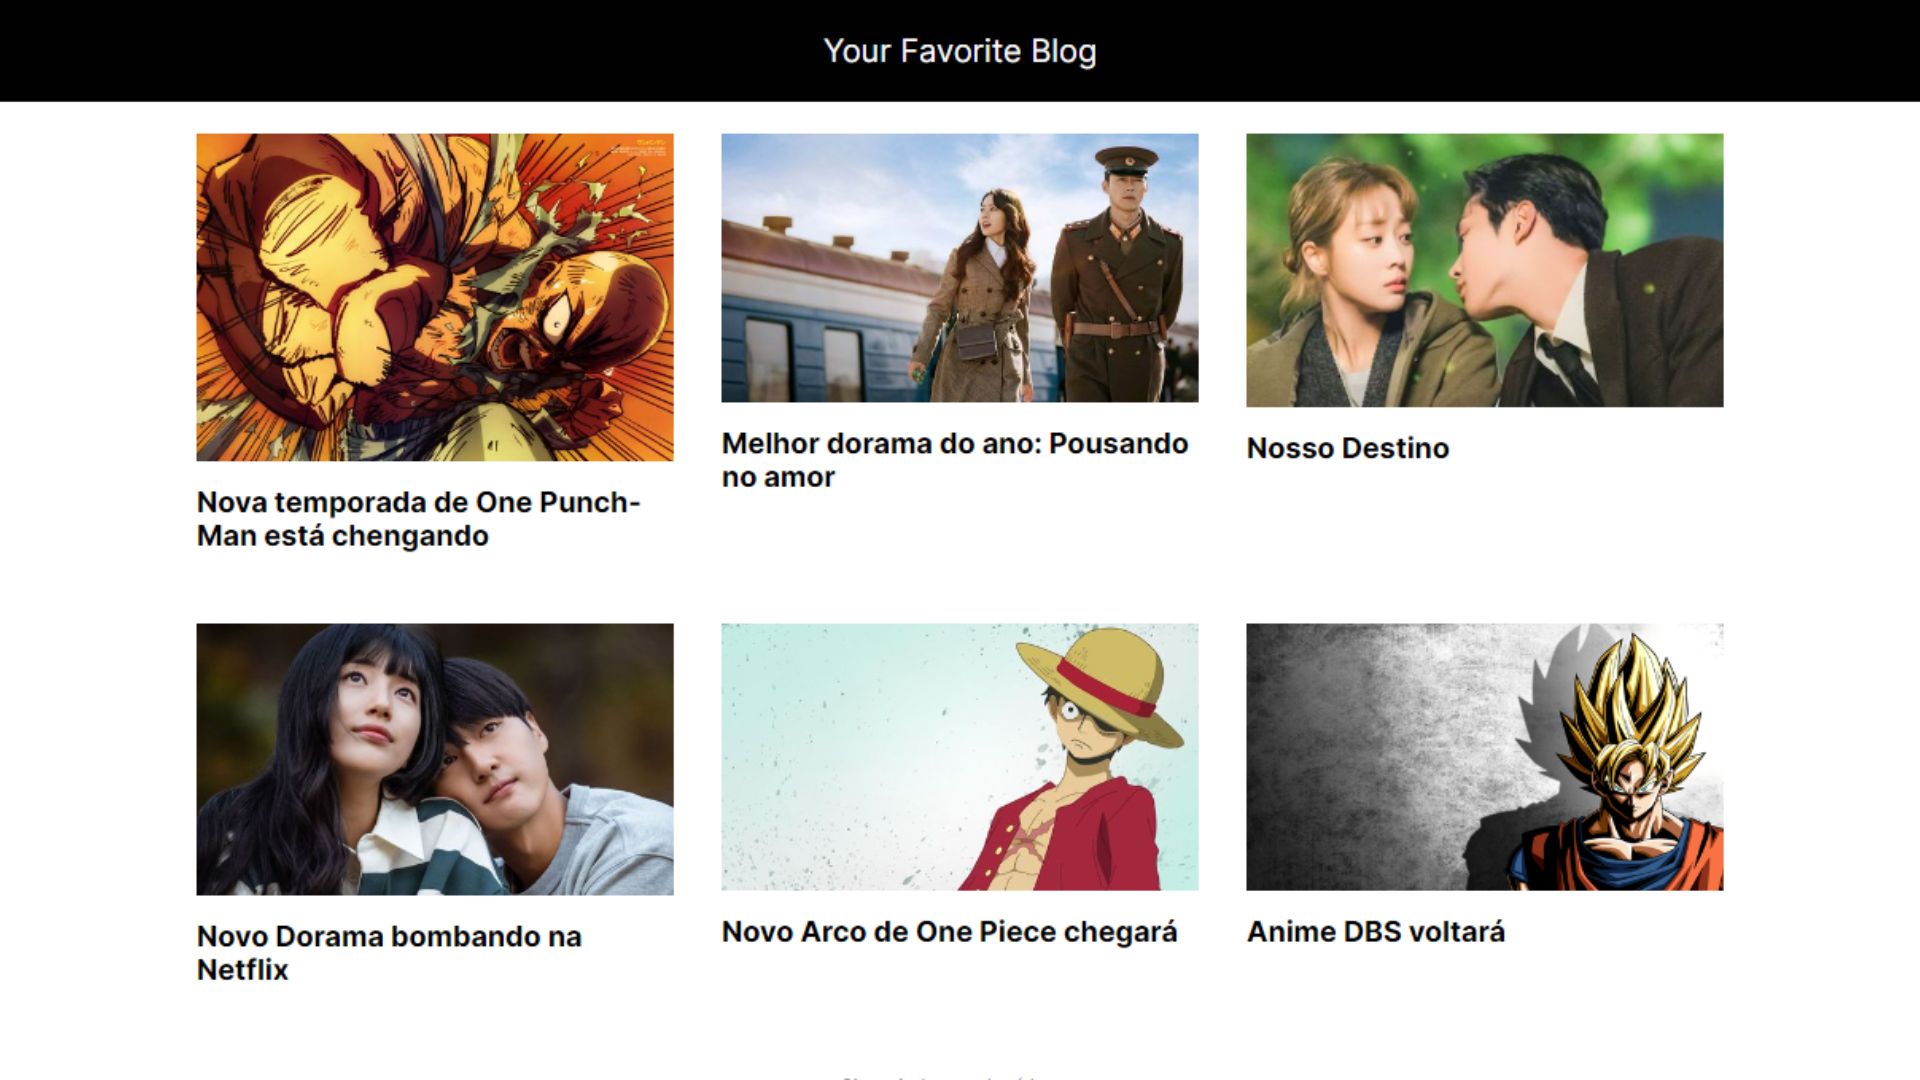 Your Favorite Blog
Nova temporada de One Punch-
Man está chengando
Melhor dorama do ano: Pousando
no amor
Nosso Destino
Novo Dorama bombando na
Netflix
Novo Arco de One Piece chegará
Anime DBS voltará